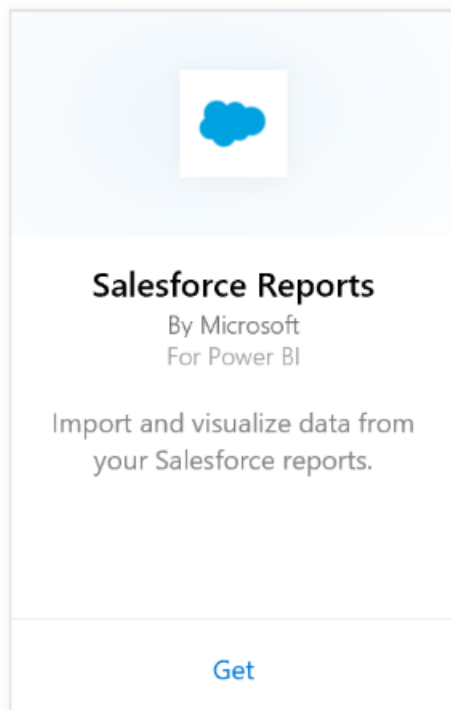 Salesforce Reports
By Microsoft
For Power BI
Import and visualize data from
your Salesforce reports.
Get